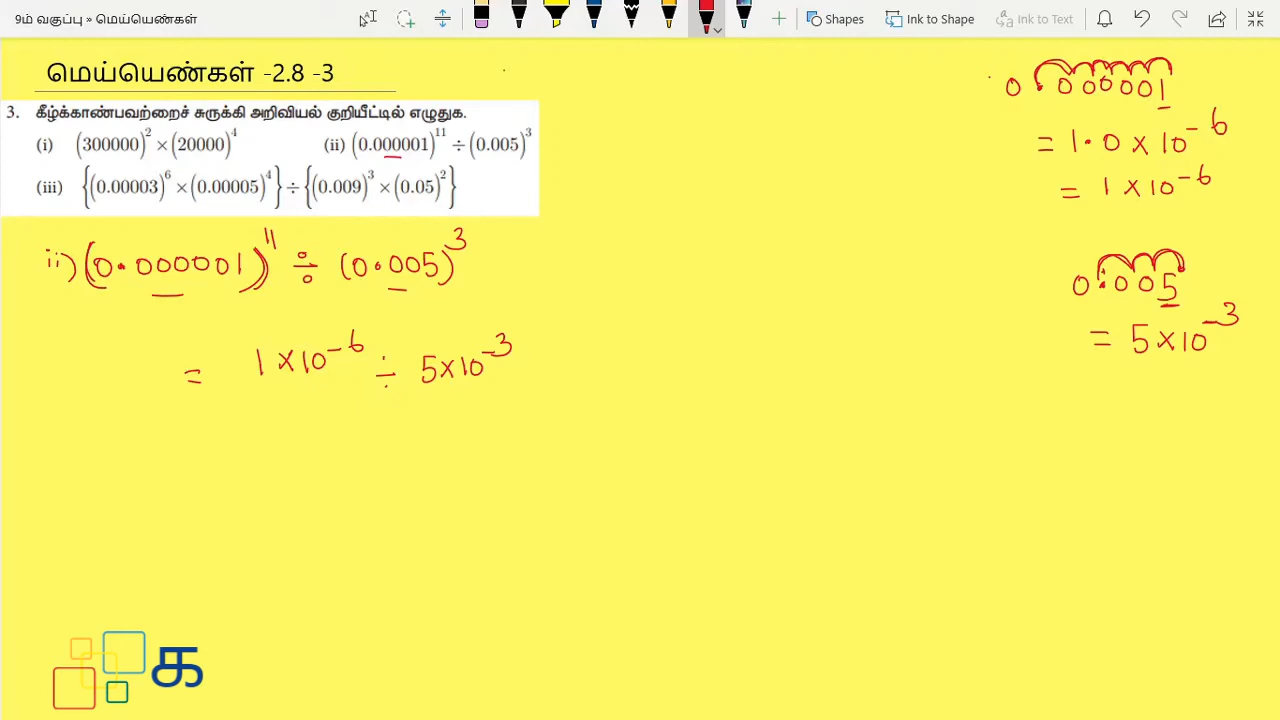 9ம் வகுப்பு » மெய்யெண்கள்
Shapes
Ink to Shape
Ink to Text
மெய்யெண்கள் -2.8 -3
3. கீழ்க்காண்பவற்றைச் சுருக்கி அறிவியல் குறியீட்டில் எழுதுக.
(i) (300000)² × (20000)⁴ (ii) (0.000001)¹¹ ÷ (0.005)³
(iii) {(0.00003)⁶ × (0.00005)⁴} ÷ {(0.009)³ × (0.05)²}
ii) (0.000001)¹¹ ÷ (0.005)³
= 1 × 10⁻⁶ ÷ 5 × 10⁻³
0.000001
= 1.0 × 10⁻⁶
= 1 × 10⁻⁶
0.005
= 5 × 10⁻³
க